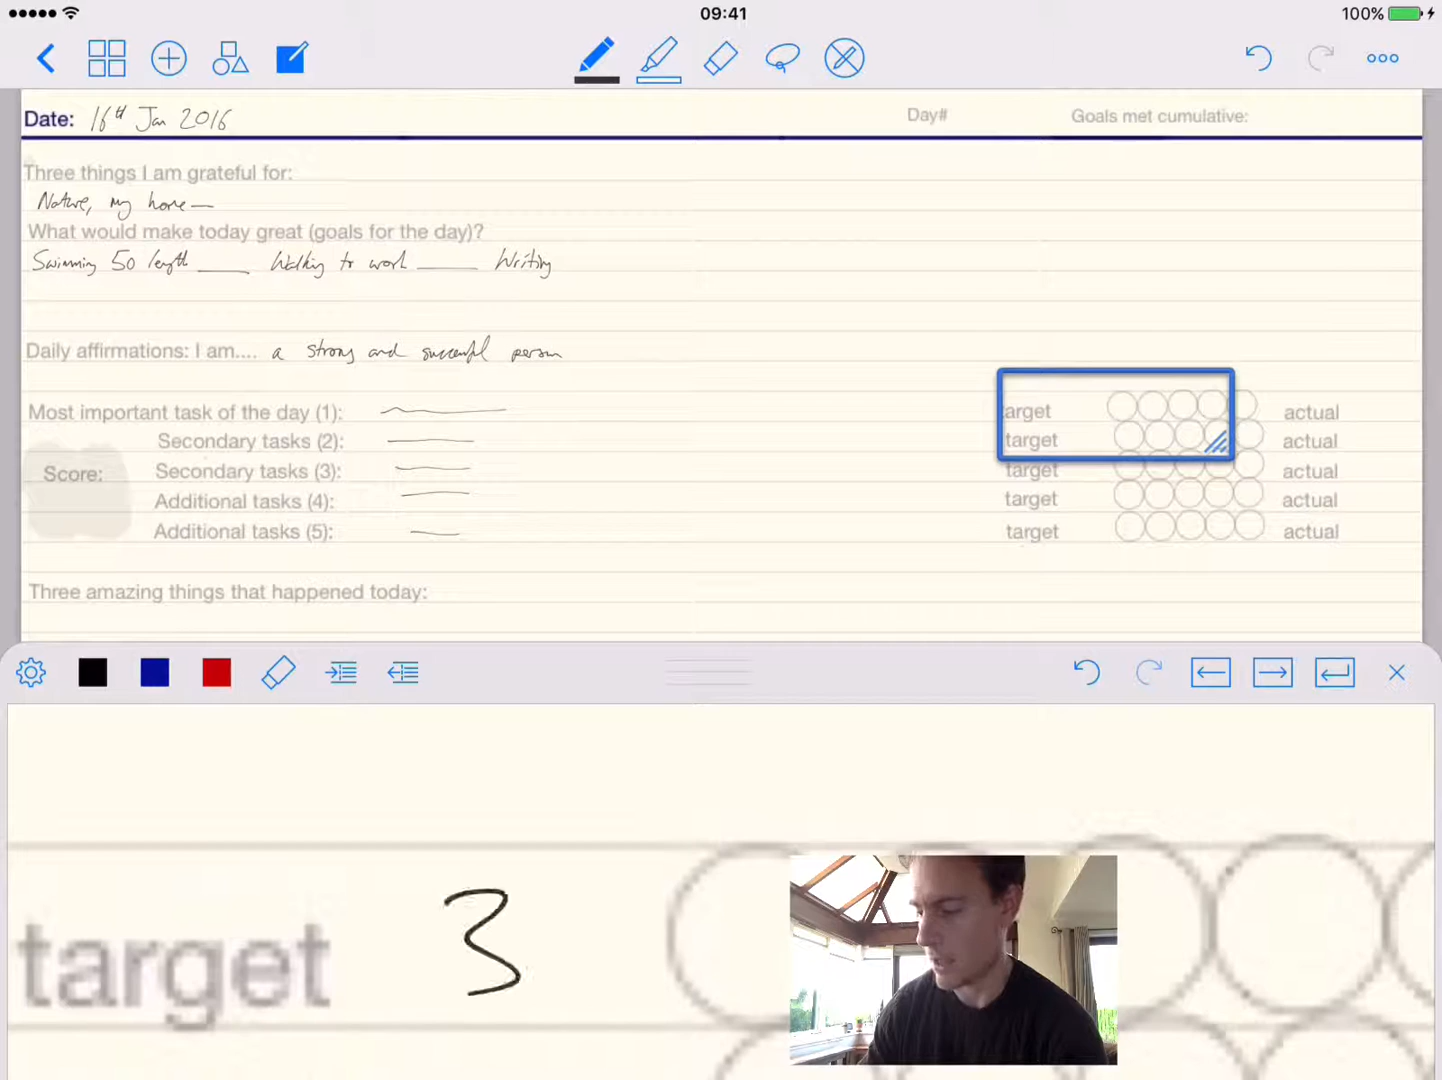 09:41
100%
Date: 16th Jan 2016
Day#
Goals met cumulative:
Three things I am grateful for:
Nature, my home
What would make today great (goals for the day)?
Swimming 50 length Walking to work Writing
Daily affirmations: I am.... a strong and successful person
Most important task of the day (1):
arget
actual
Secondary tasks (2):
target
actual
Score:
Secondary tasks (3):
target
actual
Additional tasks (4):
target
actual
Additional tasks (5):
target
actual
Three amazing things that happened today:
target 3